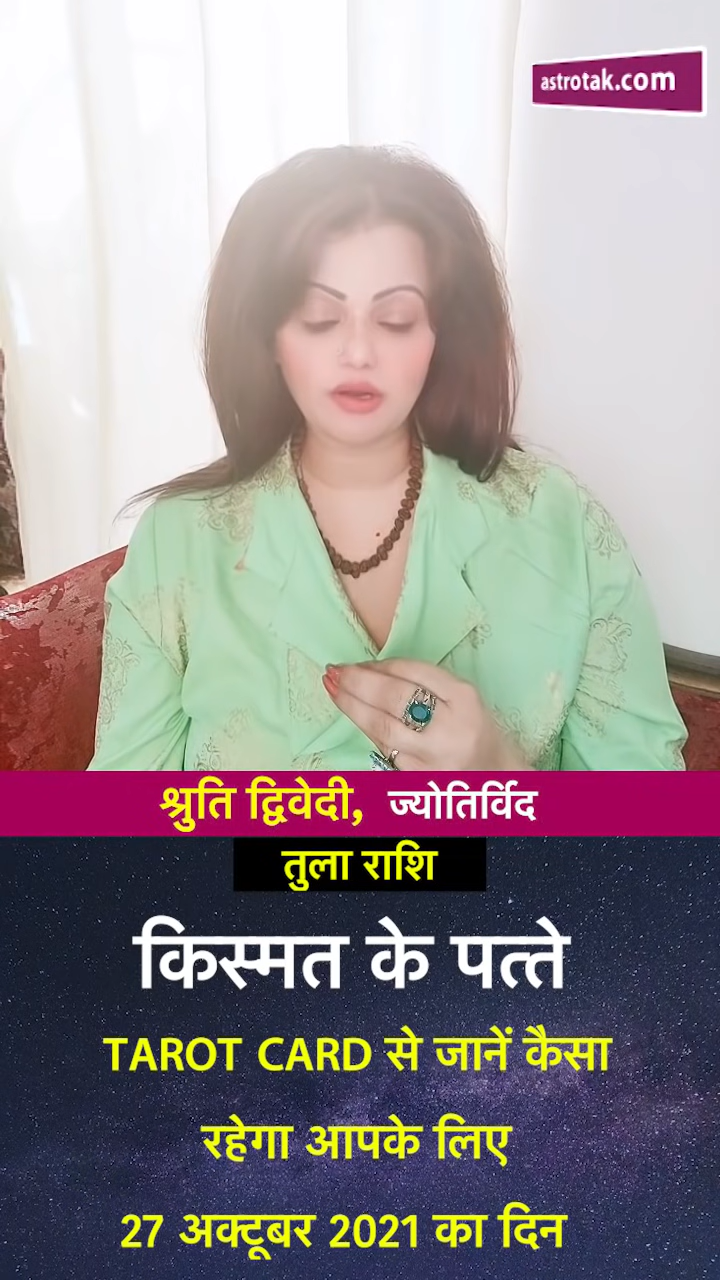 astrotak.com
श्रुति द्विवेदी, ज्योतिर्विद
तुला राशि
किस्मत के पत्ते
TAROT CARD से जानें कैसा
रहेगा आपके लिए
27 अक्टूबर 2021 का दिन